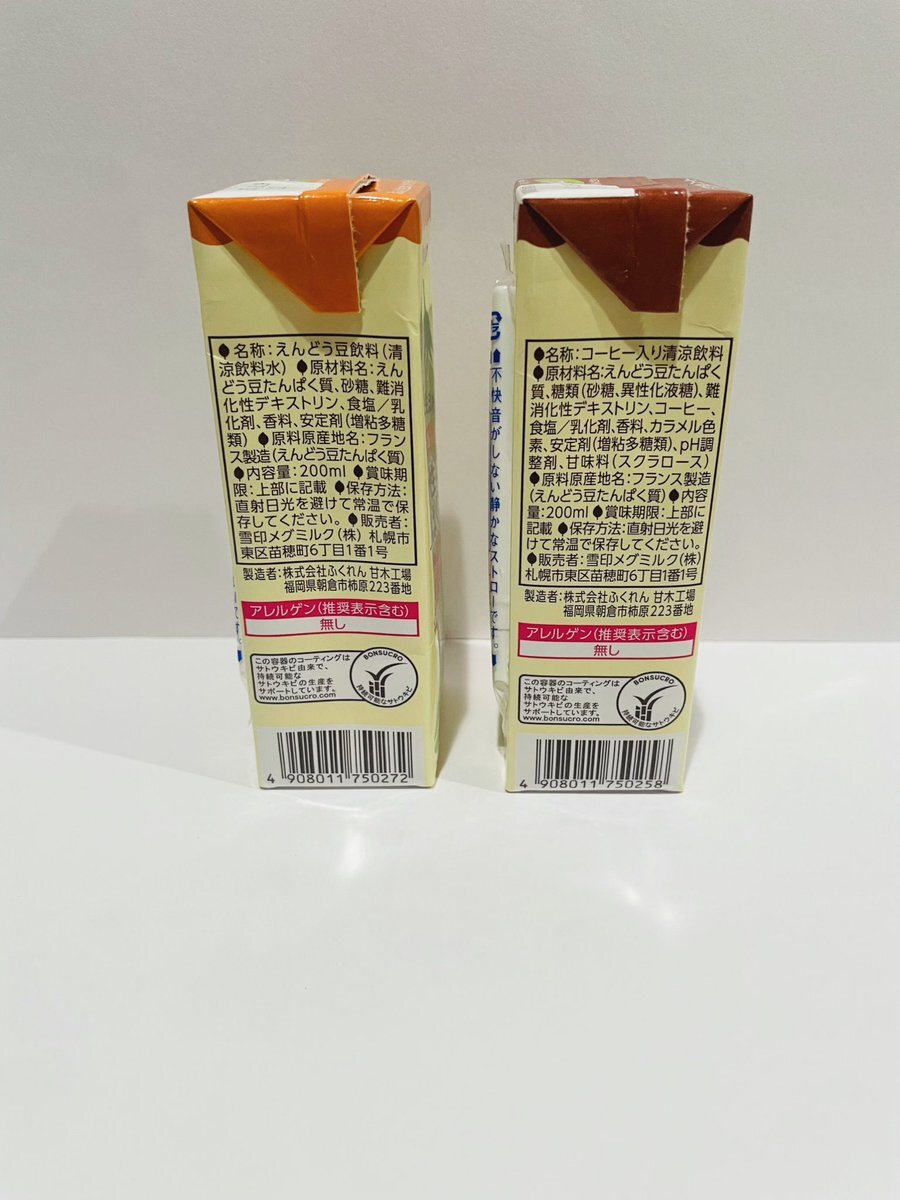 ●名称：えんどう豆飲料（清
涼飲料水）●原材料名：えん
どう豆たんぱく質、砂糖、難消
化性デキストリン、食塩／乳
化剤、香料、安定剤（増粘多糖
類）●原料原産地名：フラン
ス製造（えんどう豆たんぱく質）
●内容量：200ml●賞味期
限：上部に記載●保存方法：
直射日光を避けて常温で保
存してください。●販売者：
雪印メグミルク（株）札幌市
東区苗穂町6丁目1番1号
製造者：株式会社ふくれん 甘木工場
福岡県朝倉市柿原223番地
アレルゲン（推奨表示含む）
無し
この容器のコーティングは
サトウキビ由来で、
持続可能な
サトウキビの生産を
サポートしています。
www.bonsucro.com
BONSUCRO
持続可能なサトウキビ
4 908011 750272
です。
不快音がしない静かなストローです。
●名称：コーヒー入り清涼飲料
●原材料名：えんどう豆たんぱく
質、糖類（砂糖、異性化液糖）、難
消化性デキストリン、コーヒー、
食塩／乳化剤、香料、カラメル色
素、安定剤（増粘多糖類）、pH調
整剤、甘味料（スクラロース）
●原料原産地名：フランス製造
（えんどう豆たんぱく質）●内容
量：200ml●賞味期限：上部に
記載●保存方法：直射日光を避
けて常温で保存してください。
●販売者：雪印メグミルク（株）
札幌市東区苗穂町6丁目1番1号
製造者：株式会社ふくれん 甘木工場
福岡県朝倉市柿原223番地
アレルゲン（推奨表示含む）
無し
この容器のコーティングは
サトウキビ由来で、
持続可能な
サトウキビの生産を
サポートしています。
www.bonsucro.com
BONSUCRO
持続可能なサトウキビ
4 908011 750258